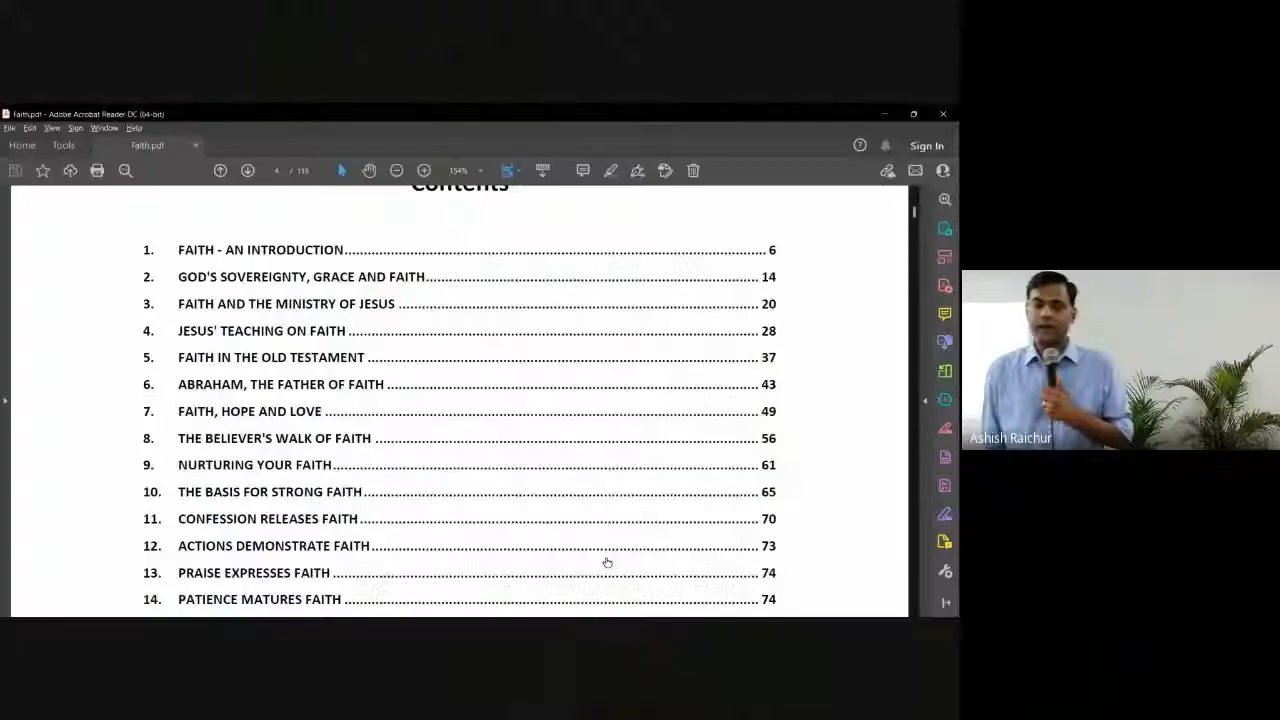 Faith.pdf - Adobe Acrobat Reader DC (64-bit)
File Edit View Sign Window Help
Home Tools Faith.pdf × Sign In
4 / 116 154%
Contents
1. FAITH - AN INTRODUCTION 6
2. GOD'S SOVEREIGNTY, GRACE AND FAITH 14
3. FAITH AND THE MINISTRY OF JESUS 20
4. JESUS' TEACHING ON FAITH 28
5. FAITH IN THE OLD TESTAMENT 37
6. ABRAHAM, THE FATHER OF FAITH 43
7. FAITH, HOPE AND LOVE 49
8. THE BELIEVER'S WALK OF FAITH 56
9. NURTURING YOUR FAITH 61
10. THE BASIS FOR STRONG FAITH 65
11. CONFESSION RELEASES FAITH 70
12. ACTIONS DEMONSTRATE FAITH 73
13. PRAISE EXPRESSES FAITH 74
14. PATIENCE MATURES FAITH 74
Ashish Raichur